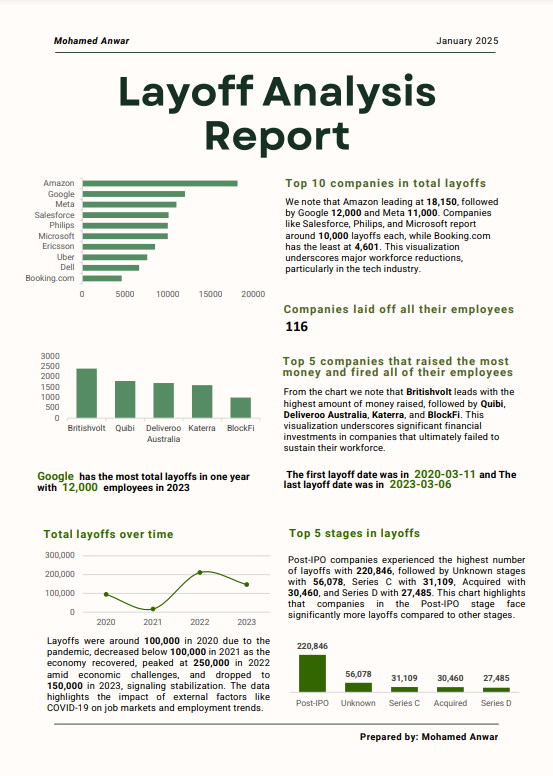 Mohamed Anwar
January 2025
Layoff Analysis
Report
Amazon
Google
Meta
Salesforce
Philips
Microsoft
Ericsson
Uber
Dell
Booking.com
0 5000 10000 15000 20000
Top 10 companies in total layoffs
We note that Amazon leading at 18,150, followed
by Google 12,000 and Meta 11,000. Companies
like Salesforce, Philips, and Microsoft report
around 10,000 layoffs each, while Booking.com
has the least at 4,601. This visualization
underscores major workforce reductions,
particularly in the tech industry.
Companies laid off all their employees
116
3000
2500
2000
1500
1000
500
0
Britishvolt Quibi Deliveroo Katerra BlockFi
Australia
Top 5 companies that raised the most
money and fired all of their employees
From the chart we note that Britishvolt leads with the
highest amount of money raised, followed by Quibi,
Deliveroo Australia, Katerra, and BlockFi. This
visualization underscores significant financial
investments in companies that ultimately failed to
sustain their workforce.
Google has the most total layoffs in one year
with 12,000 employees in 2023
The first layoff date was in 2020-03-11 and The
last layoff date was in 2023-03-06
Total layoffs over time
300,000
200,000
100,000
0
2020 2021 2022 2023
Layoffs were around 100,000 in 2020 due to the
pandemic, decreased below 100,000 in 2021 as the
economy recovered, peaked at 250,000 in 2022
amid economic challenges, and dropped to
150,000 in 2023, signaling stabilization. The data
highlights the impact of external factors like
COVID-19 on job markets and employment trends.
Top 5 stages in layoffs
Post-IPO companies experienced the highest number
of layoffs with 220,846, followed by Unknown stages
with 56,078, Series C with 31,109, Acquired with
30,460, and Series D with 27,485. This chart highlights
that companies in the Post-IPO stage face
significantly more layoffs compared to other stages.
220,846
56,078
31,109
30,460
27,485
Post-IPO Unknown Series C Acquired Series D
Prepared by: Mohamed Anwar